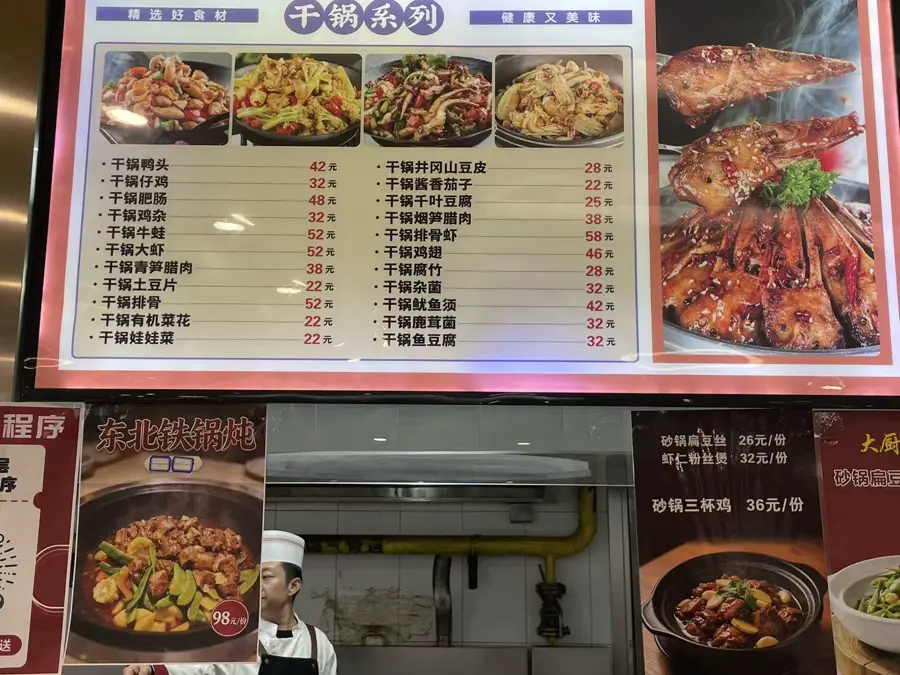 精选好食材
干锅系列
健康又美味
·干锅鸭头 42元
·干锅仔鸡 32元
·干锅肥肠 48元
·干锅鸡杂 32元
·干锅牛蛙 52元
·干锅大虾 52元
·干锅青笋腊肉 38元
·干锅土豆片 22元
·干锅排骨 52元
·干锅有机菜花 22元
·干锅娃娃菜 22元
·干锅井冈山豆皮 28元
·干锅酱香茄子 22元
·干锅千叶豆腐 25元
·干锅烟笋腊肉 38元
·干锅排骨虾 58元
·干锅鸡翅 46元
·干锅腐竹 28元
·干锅杂菌 32元
·干锅鱿鱼须 42元
·干锅鹿茸菌 32元
·干锅鱼豆腐 32元
程序
序
送
东北铁锅炖
98元/份
砂锅扁豆丝 26元/份
虾仁粉丝煲 32元/份
砂锅三杯鸡 36元/份
大厨
砂锅扁豆